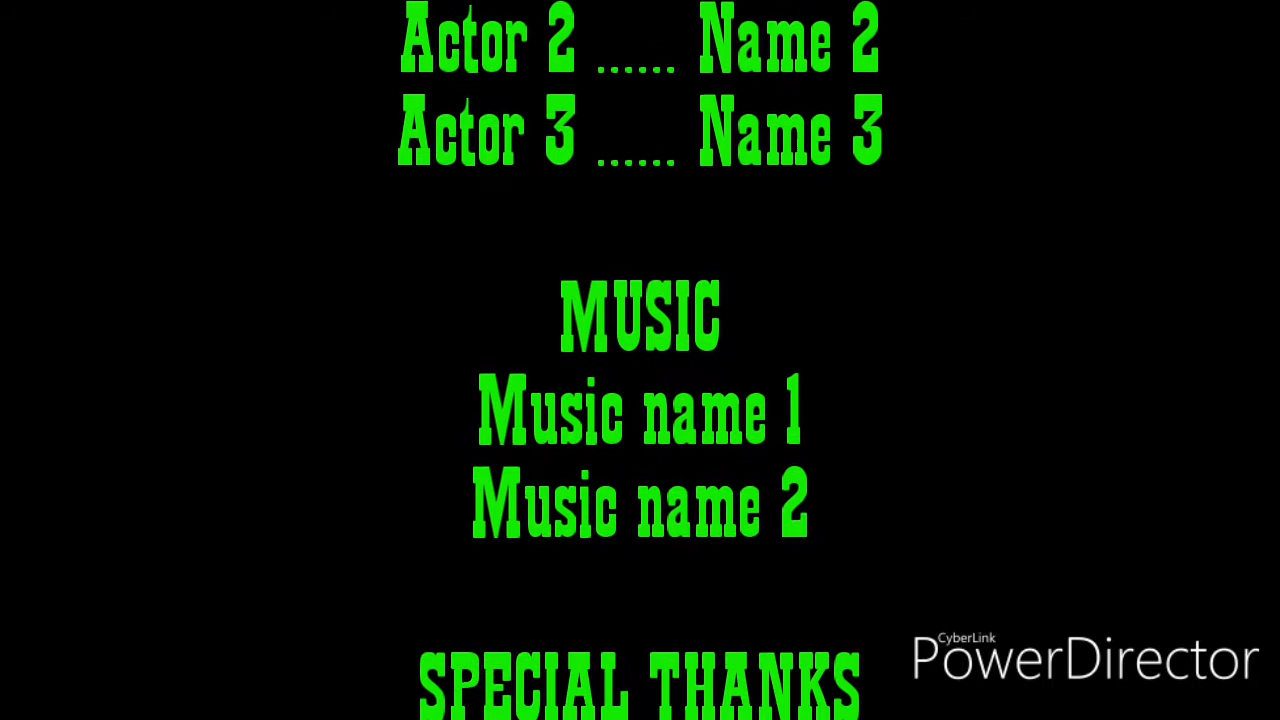 Actor 2 ...... Name 2
Actor 3 ...... Name 3
MUSIC
Music name 1
Music name 2
SPECIAL THANKS
CyberLink
PowerDirector